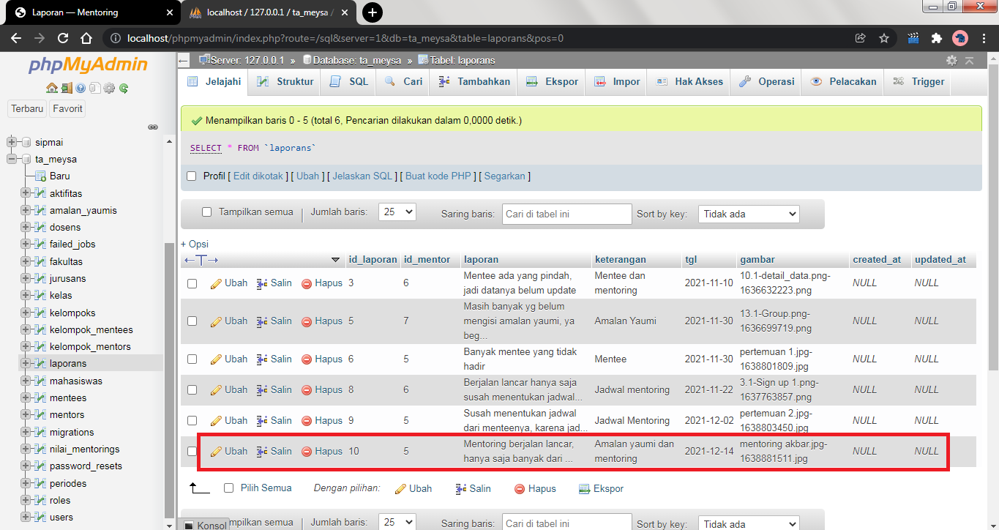 Laporan — Mentoring
localhost / 127.0.0.1 / ta_meysa /
localhost/phpmyadmin/index.php?route=/sql&server=1&db=ta_meysa&table=laporans&pos=0
phpMyAdmin
Terbaru Favorit
sipmai
ta_meysa
Baru
aktifitas
amalan_yaumis
dosens
failed_jobs
fakultas
jurusans
kelas
kelompoks
kelompok_mentees
kelompok_mentors
laporans
mahasiswas
mentees
mentors
migrations
nilai_mentorings
password_resets
periodes
roles
users
Server: 127.0.0.1 » Database: ta_meysa » Tabel: laporans
Jelajahi Struktur SQL Cari Tambahkan Ekspor Impor Hak Akses Operasi Pelacakan Trigger
Menampilkan baris 0 - 5 (total 6, Pencarian dilakukan dalam 0,0000 detik.)
SELECT * FROM `laporans`
Profil [ Edit dikotak ] [ Ubah ] [ Jelaskan SQL ] [ Buat kode PHP ] [ Segarkan ]
Tampilkan semua | Jumlah baris: 25 Saring baris: Cari di tabel ini Sort by key: Tidak ada
+ Opsi
←T→ id_laporan id_mentor laporan keterangan tgl gambar created_at updated_at
Ubah Salin Hapus 3 6 Mentee ada yang pindah, Mentee dan 2021-11-10 10.1-detail_data.png- NULL NULL
jadi datanya belum update mentoring 1636632223.png
Masih banyak yg belum
Ubah Salin Hapus 5 7 mengisi amalan yaumi, ya Amalan Yaumi 2021-11-30 13.1-Group.png- NULL NULL
beg... 1636699719.png
Ubah Salin Hapus 6 5 Banyak mentee yang tidak Mentee 2021-11-30 pertemuan 1.jpg- NULL NULL
hadir 1638801809.jpg
Ubah Salin Hapus 8 6 Berjalan lancar hanya saja Jadwal mentoring 2021-11-22 3.1-Sign up 1.png- NULL NULL
susah menentukan jadwal... 1637763857.png
Ubah Salin Hapus 9 5 Susah menentukan jadwal Jadwal Mentoring 2021-12-02 pertemuan 2.jpg- NULL NULL
dari menteenya, karena jad... 1638803450.jpg
Ubah Salin Hapus 10 5 Mentoring berjalan lancar, Amalan yaumi dan 2021-12-14 mentoring akbar.jpg- NULL NULL
hanya saja banyak dari ... mentoring 1638881511.jpg
Pilih Semua Dengan pilihan: Ubah Salin Hapus Ekspor
Konsol mpilkan semua | Jumlah baris: 25 Saring baris: Cari di tabel ini Sort by key: Tidak ada